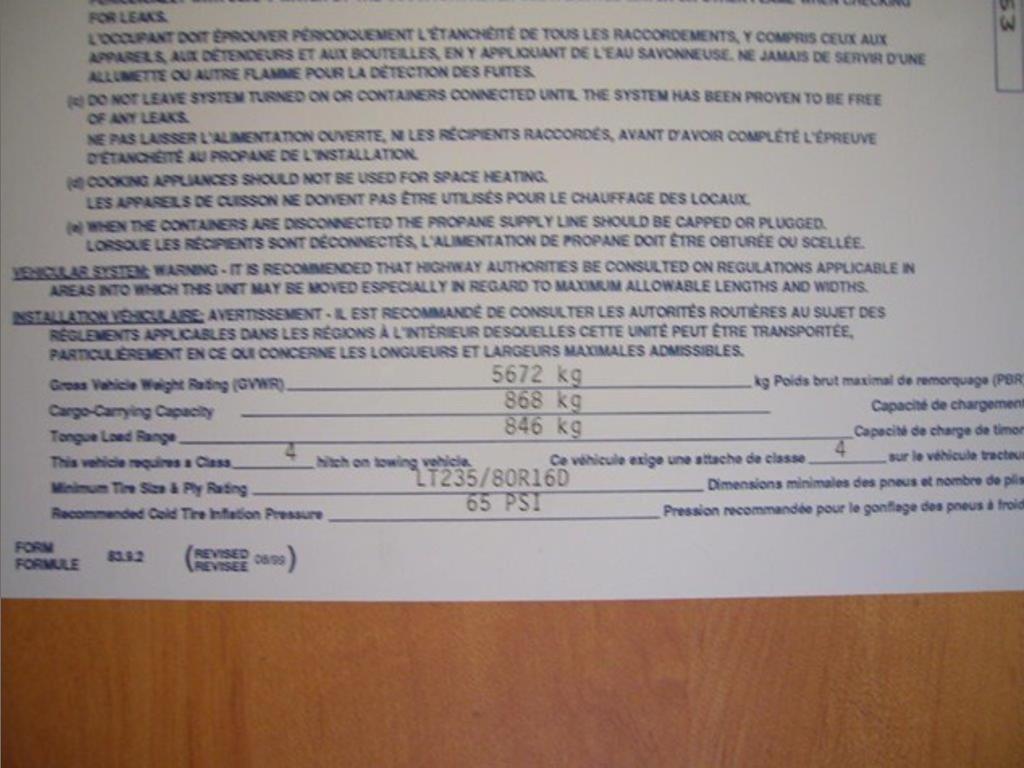 FOR LEAKS.
L'OCCUPANT DOIT ÉPROUVER PÉRIODIQUEMENT L'ÉTANCHÉITÉ DE TOUS LES RACCORDEMENTS, Y COMPRIS CEUX AUX
APPAREILS, AUX DÉTENDEURS ET AUX BOUTEILLES, EN Y APPLIQUANT DE L'EAU SAVONNEUSE. NE JAMAIS DE SERVIR D'UNE
ALLUMETTE OU AUTRE FLAMME POUR LA DÉTECTION DES FUITES.
(c) DO NOT LEAVE SYSTEM TURNED ON OR CONTAINERS CONNECTED UNTIL THE SYSTEM HAS BEEN PROVEN TO BE FREE
OF ANY LEAKS.
NE PAS LAISSER L'ALIMENTATION OUVERTE, NI LES RÉCIPIENTS RACCORDÉS, AVANT D'AVOIR COMPLÉTÉ L'ÉPREUVE
D'ÉTANCHÉITÉ AU PROPANE DE L'INSTALLATION.
(d) COOKING APPLIANCES SHOULD NOT BE USED FOR SPACE HEATING.
LES APPAREILS DE CUISSON NE DOIVENT PAS ÊTRE UTILISÉS POUR LE CHAUFFAGE DES LOCAUX.
(e) WHEN THE CONTAINERS ARE DISCONNECTED THE PROPANE SUPPLY LINE SHOULD BE CAPPED OR PLUGGED.
LORSQUE LES RÉCIPIENTS SONT DÉCONNECTÉS, L'ALIMENTATION DE PROPANE DOIT ÊTRE OBTURÉE OU SCELLÉE.
VEHICULAR SYSTEM: WARNING - IT IS RECOMMENDED THAT HIGHWAY AUTHORITIES BE CONSULTED ON REGULATIONS APPLICABLE IN
AREAS INTO WHICH THIS UNIT MAY BE MOVED ESPECIALLY IN REGARD TO MAXIMUM ALLOWABLE LENGTHS AND WIDTHS.
INSTALLATION VÉHICULAIRE: AVERTISSEMENT - IL EST RECOMMANDÉ DE CONSULTER LES AUTORITÉS ROUTIÈRES AU SUJET DES
RÉGLEMENTS APPLICABLES DANS LES RÉGIONS À L'INTÉRIEUR DESQUELLES CETTE UNITÉ PEUT ÊTRE TRANSPORTÉE,
PARTICULIÈREMENT EN CE QUI CONCERNE LES LONGUEURS ET LARGEURS MAXIMALES ADMISSIBLES.
Gross Vehicle Weight Rating (GVWR) 5672 kg kg Poids brut maximal de remorquage (PBR
Cargo-Carrying Capacity 868 kg Capacité de chargement
Tongue Load Range 846 kg Capacité de charge de timon
This vehicle requires a Class 4 hitch on towing vehicle. Ce véhicule exige une attache de classe 4 sur le véhicule tracteur
Minimum Tire Size & Ply Rating LT235/80R16D Dimensions minimales des pneus et nombre de plis
Recommended Cold Tire Inflation Pressure 65 PSI Pression recommandée pour le gonflage des pneus à froid
FORM
FORMULE 83.9.2 (REVISED
REVISEE 08/99)
53